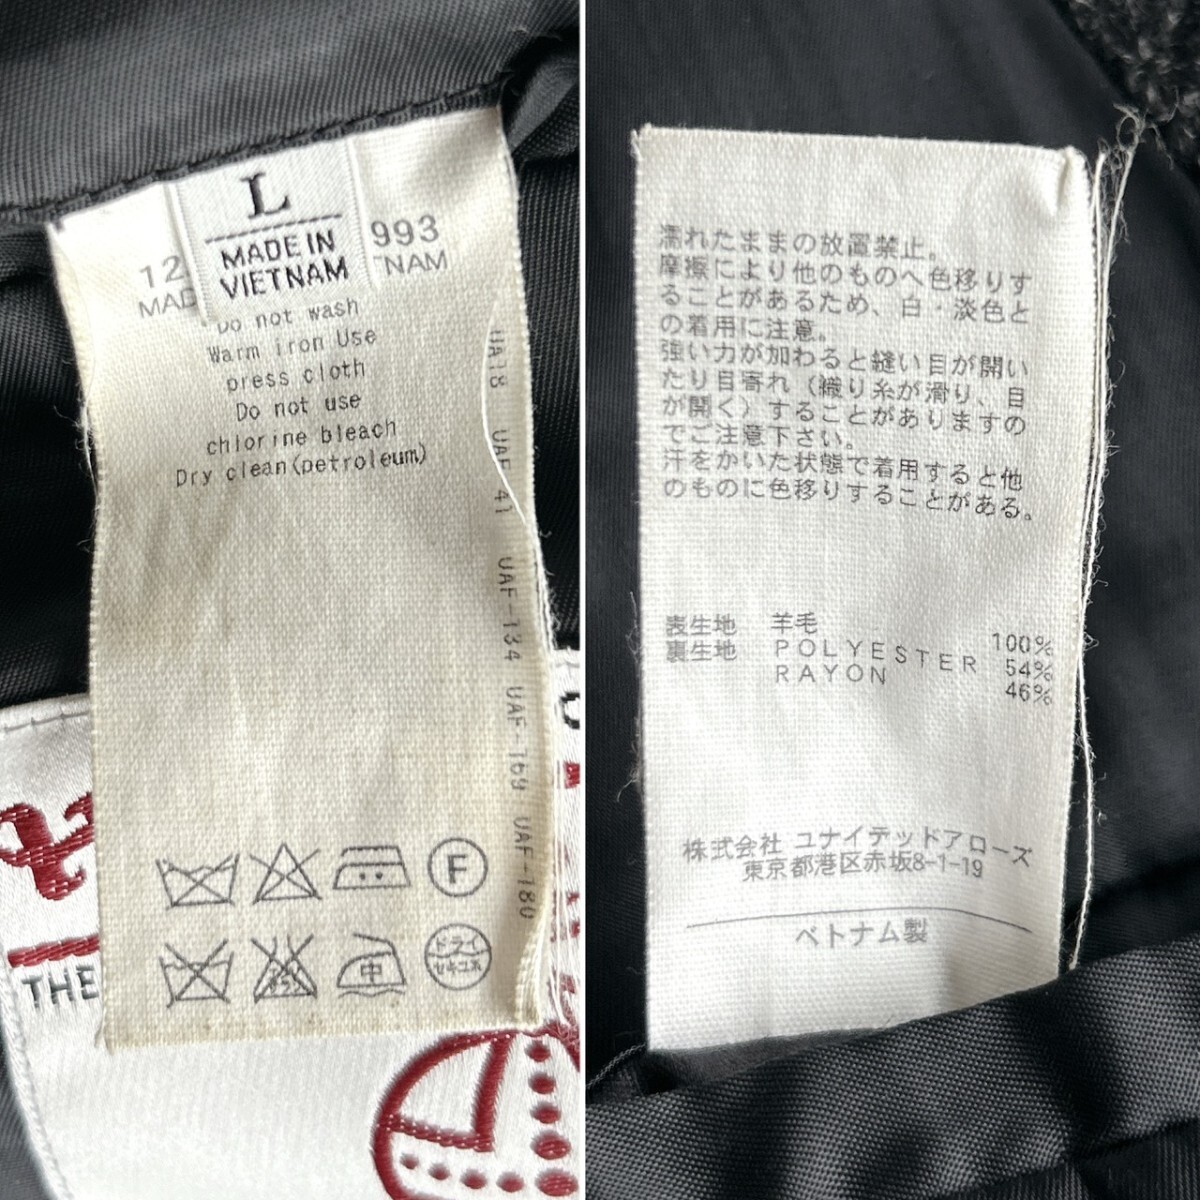 L
MADE IN
VIETNAM
12
993
MAD
TNAM
Do not wash
Warm iron Use
press cloth
Do not use
chlorine bleach
Dry clean(petroleum)
UA18 UAF-41 UAF-134 UAF-169 UAF-180
F
中
ドライ
セキユ系
THE
濡れたままの放置禁止。
摩擦により他のものへ色移りす
ることがあるため、白・淡色と
の着用に注意。
強い力が加わると縫い目が開い
たり目寄れ（織り糸が滑り、目
が開く）することがありますの
でご注意下さい。
汗をかいた状態で着用すると他
のものに色移りすることがある。
表生地 羊毛 100%
裏生地 POLYESTER 54%
RAYON 46%
株式会社 ユナイテッドアローズ
東京都港区赤坂8-1-19
ベトナム製